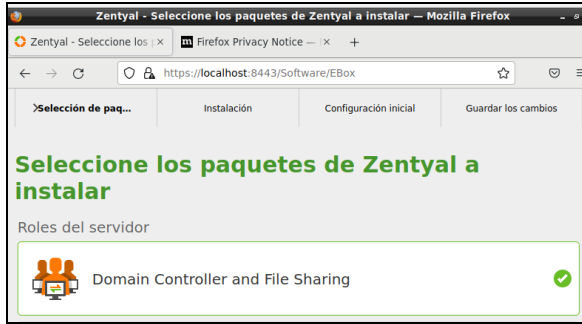 Zentyal - Seleccione los paquetes de Zentyal a instalar — Mozilla Firefox
Zentyal - Seleccione los p
Firefox Privacy Notice —
https://localhost:8443/Software/EBox
Selección de paq...
Instalación
Configuración inicial
Guardar los cambios
Seleccione los paquetes de Zentyal a
instalar
Roles del servidor
Domain Controller and File Sharing